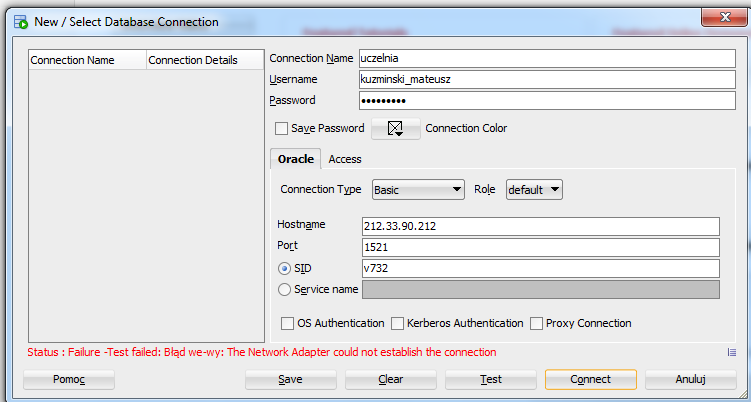 New / Select Database Connection
Connection Name Connection Details
Connection Name uczelnia
Username kuzminski_mateusz
Password •••••••••
Save Password Connection Color
Oracle Access
Connection Type Basic Role default
Hostname 212.33.90.212
Port 1521
SID v732
Service name
OS Authentication Kerberos Authentication Proxy Connection
Status : Failure -Test failed: Błąd we-wy: The Network Adapter could not establish the connection
Pomoc Save Clear Test Connect Anuluj